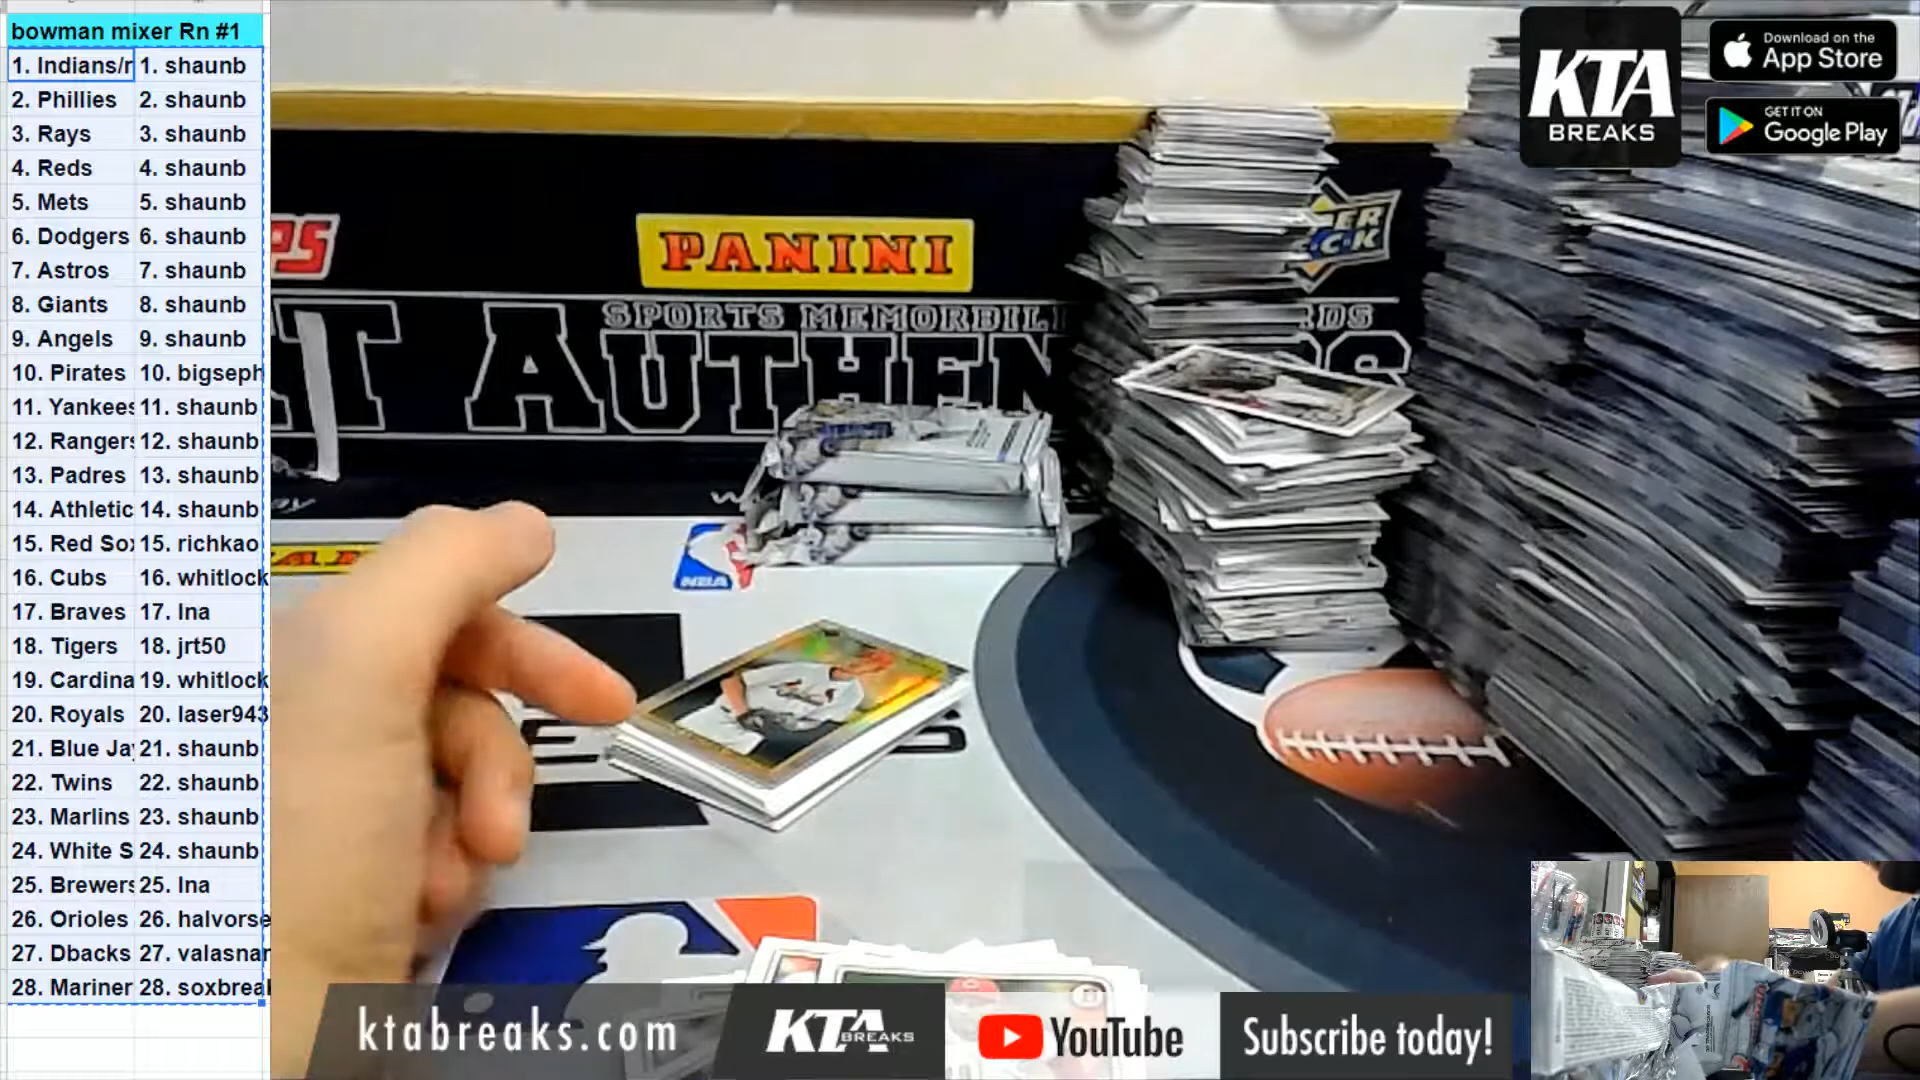 bowman mixer Rn #1
1. Indians/r 1. shaunb
2. Phillies 2. shaunb
3. Rays 3. shaunb
4. Reds 4. shaunb
5. Mets 5. shaunb
6. Dodgers 6. shaunb
7. Astros 7. shaunb
8. Giants 8. shaunb
9. Angels 9. shaunb
10. Pirates 10. bigseph
11. Yankees 11. shaunb
12. Rangers 12. shaunb
13. Padres 13. shaunb
14. Athletic 14. shaunb
15. Red Sox 15. richkao
16. Cubs 16. whitlock
17. Braves 17. lna
18. Tigers 18. jrt50
19. Cardina 19. whitlock
20. Royals 20. laser943
21. Blue Jay 21. shaunb
22. Twins 22. shaunb
23. Marlins 23. shaunb
24. White S 24. shaunb
25. Brewers 25. lna
26. Orioles 26. halvorse
27. Dbacks 27. valasnar
28. Mariner 28. soxbreak
KTA
BREAKS
Download on the
App Store
GET IT ON
Google Play
PS
PANINI
SPORTS MEMORBIL
RDS
AUTHEN
NBA
ktabreaks.com
KTA BREAKS
YouTube
Subscribe today!